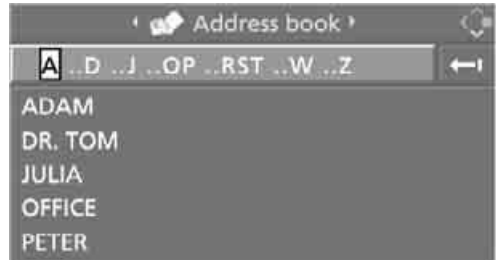 Address book
A ..D ..J ..OP ..RST ..W ..Z
ADAM
DR. TOM
JULIA
OFFICE
PETER